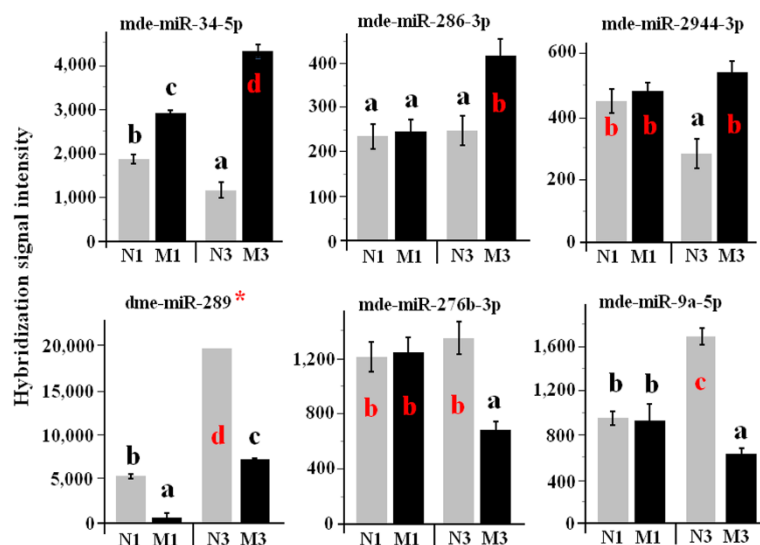 Hybridization signal intensity
mde-miR-34-5p
4,000
3,000
2,000
1,000
0
b
c
a
d
N1 M1 N3 M3
mde-miR-286-3p
400
300
200
100
0
a
a
a
b
N1 M1 N3 M3
mde-miR-2944-3p
600
400
200
0
b
b
a
b
N1 M1 N3 M3
dme-miR-289 *
20,000
15,000
10,000
5,000
0
b
a
d
c
N1 M1 N3 M3
mde-miR-276b-3p
1,200
800
400
0
b
b
b
a
N1 M1 N3 M3
mde-miR-9a-5p
1,600
1,200
800
400
0
b
b
c
a
N1 M1 N3 M3